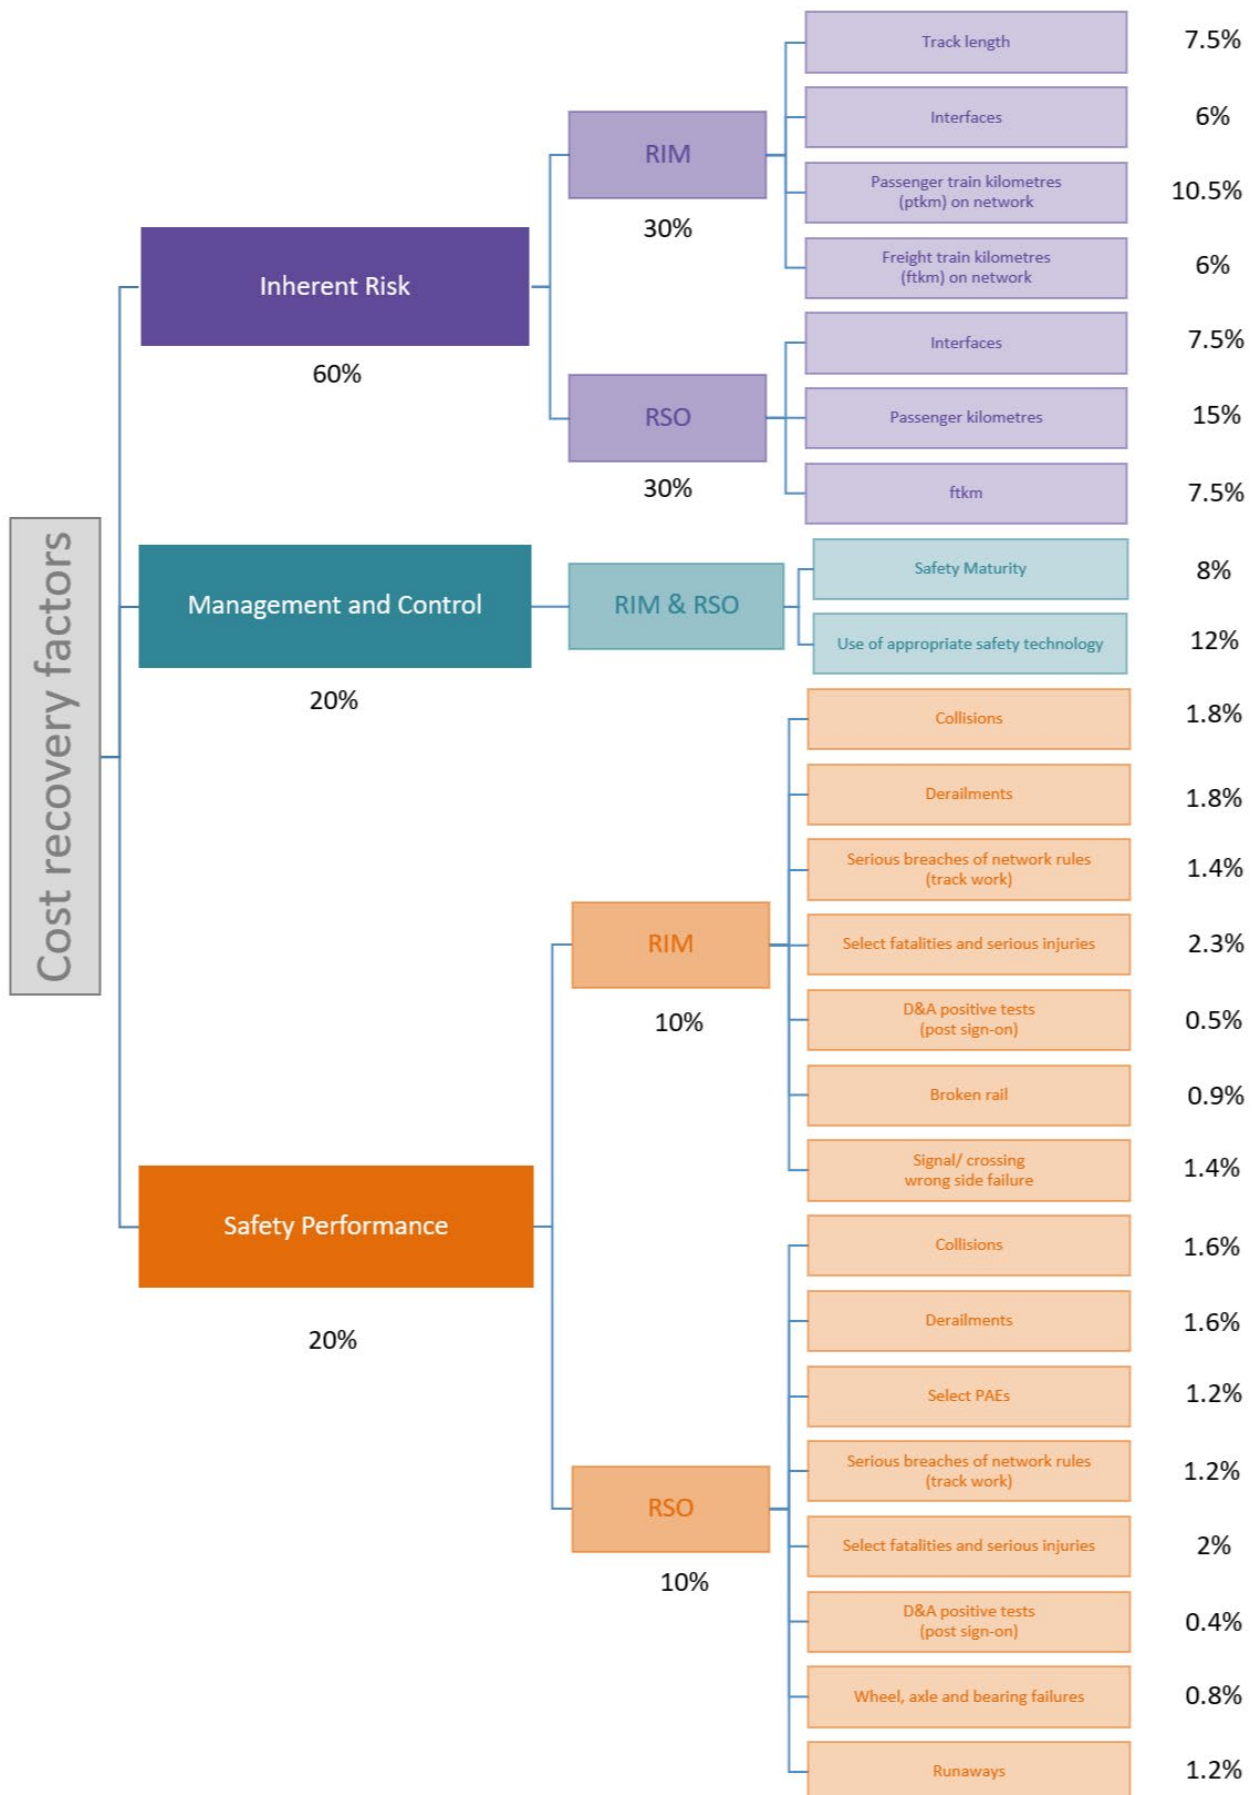 Cost recovery factors
Inherent Risk
60%
RIM
30%
Track length
7.5%
Interfaces
6%
Passenger train kilometres
(ptkm) on network
10.5%
Freight train kilometres
(ftkm) on network
6%
RSO
30%
Interfaces
7.5%
Passenger kilometres
15%
ftkm
7.5%
Management and Control
20%
RIM & RSO
Safety Maturity
8%
Use of appropriate safety technology
12%
Safety Performance
20%
RIM
10%
Collisions
1.8%
Derailments
1.8%
Serious breaches of network rules
(track work)
1.4%
Select fatalities and serious injuries
2.3%
D&A positive tests
(post sign-on)
0.5%
Broken rail
0.9%
Signal/ crossing
wrong side failure
1.4%
RSO
10%
Collisions
1.6%
Derailments
1.6%
Select PAEs
1.2%
Serious breaches of network rules
(track work)
1.2%
Select fatalities and serious injuries
2%
D&A positive tests
(post sign-on)
0.4%
Wheel, axle and bearing failures
0.8%
Runaways
1.2%